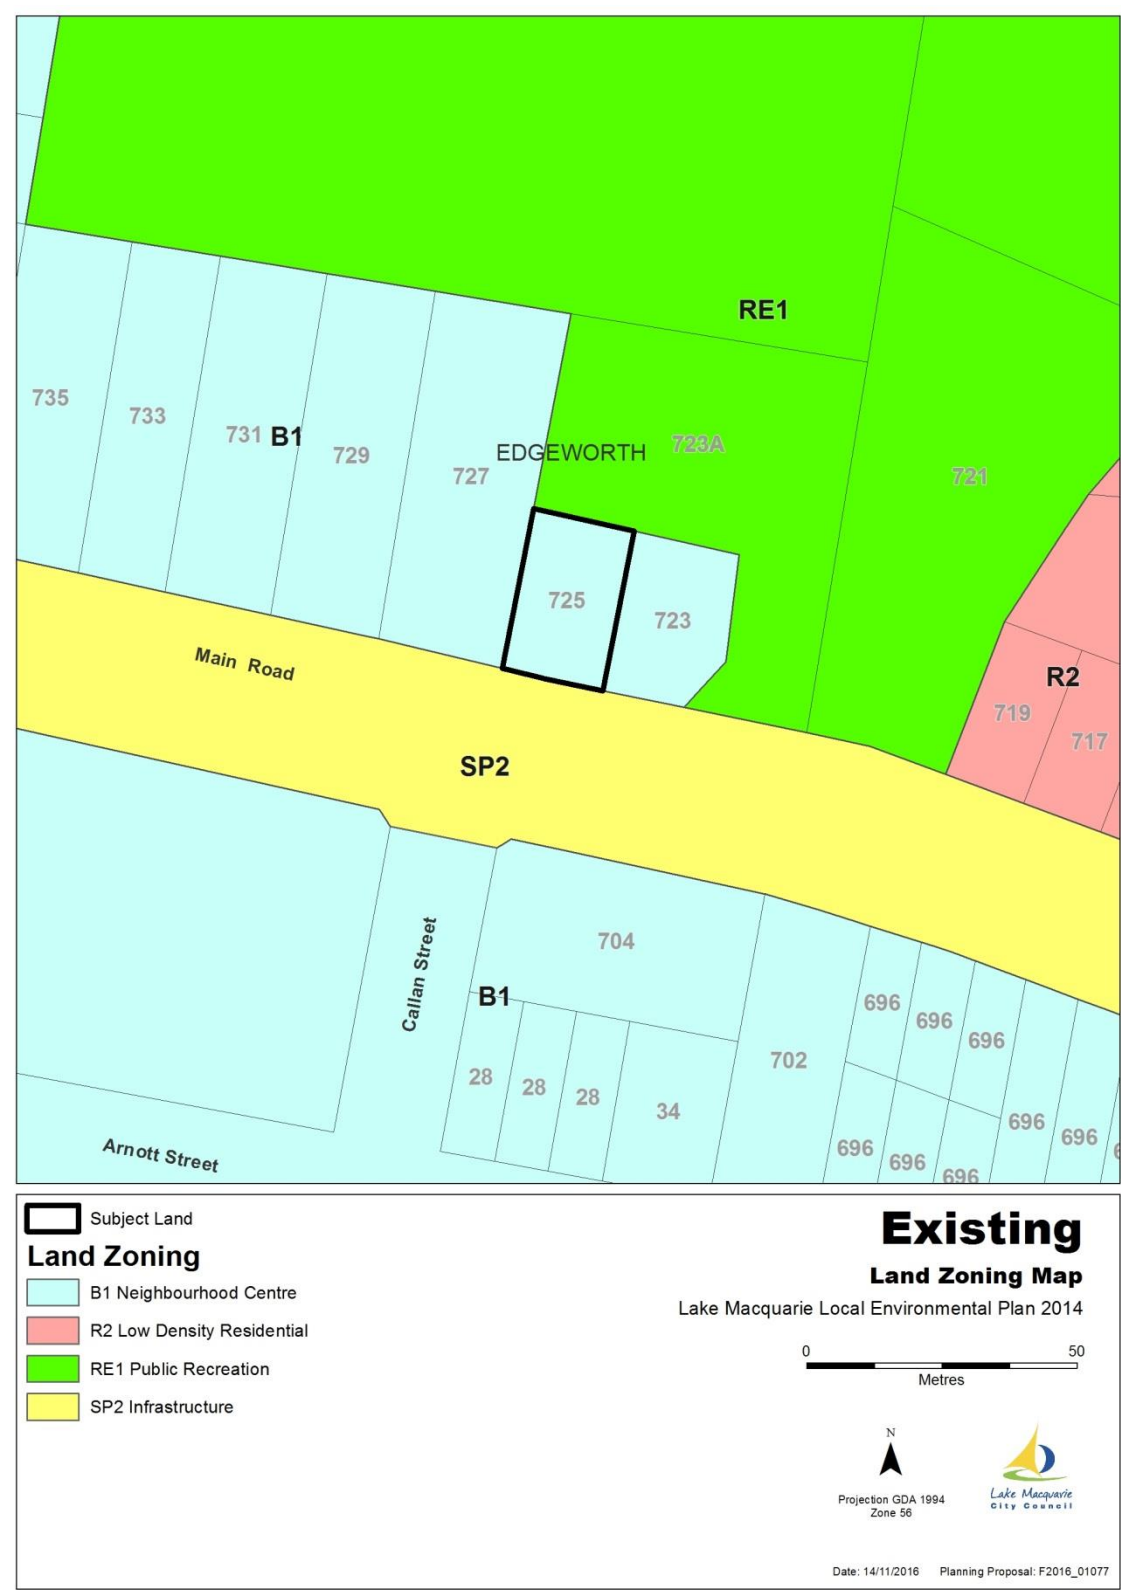 RE1
735
733
731
B1
729
727
EDGEWORTH
723A
721
725
723
Main Road
R2
719
717
SP2
704
Callan Street
B1
28
28
28
34
702
696
696
696
696
696
696
696
696
Arnott Street
Subject Land
Land Zoning
B1 Neighbourhood Centre
R2 Low Density Residential
RE1 Public Recreation
SP2 Infrastructure
Existing
Land Zoning Map
Lake Macquarie Local Environmental Plan 2014
0 50
Metres
N
Projection GDA 1994
Zone 56
Lake Macquarie
City Council
Date: 14/11/2016 Planning Proposal: F2016_01077